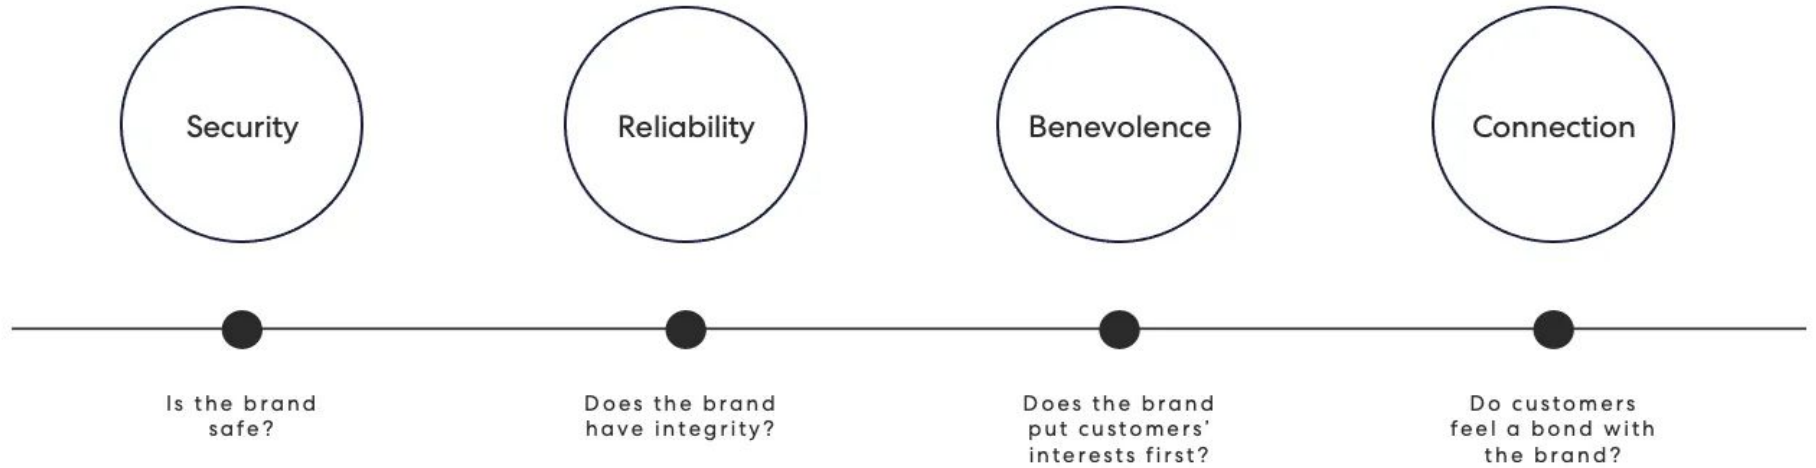 Security
Reliability
Benevolence
Connection
Is the brand
safe?
Does the brand
have integrity?
Does the brand
put customers’
interests first?
Do customers
feel a bond with
the brand?